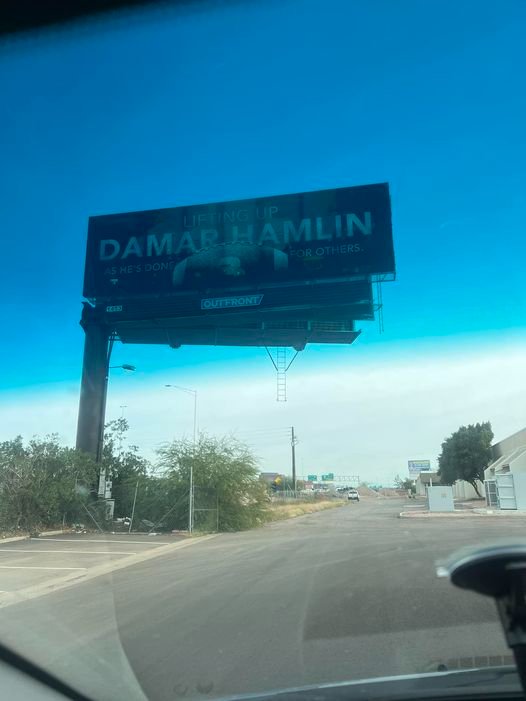 LIFTING UP
DAMAR HAMLIN
AS HE'S DONE FOR OTHERS.
OUTFRONT